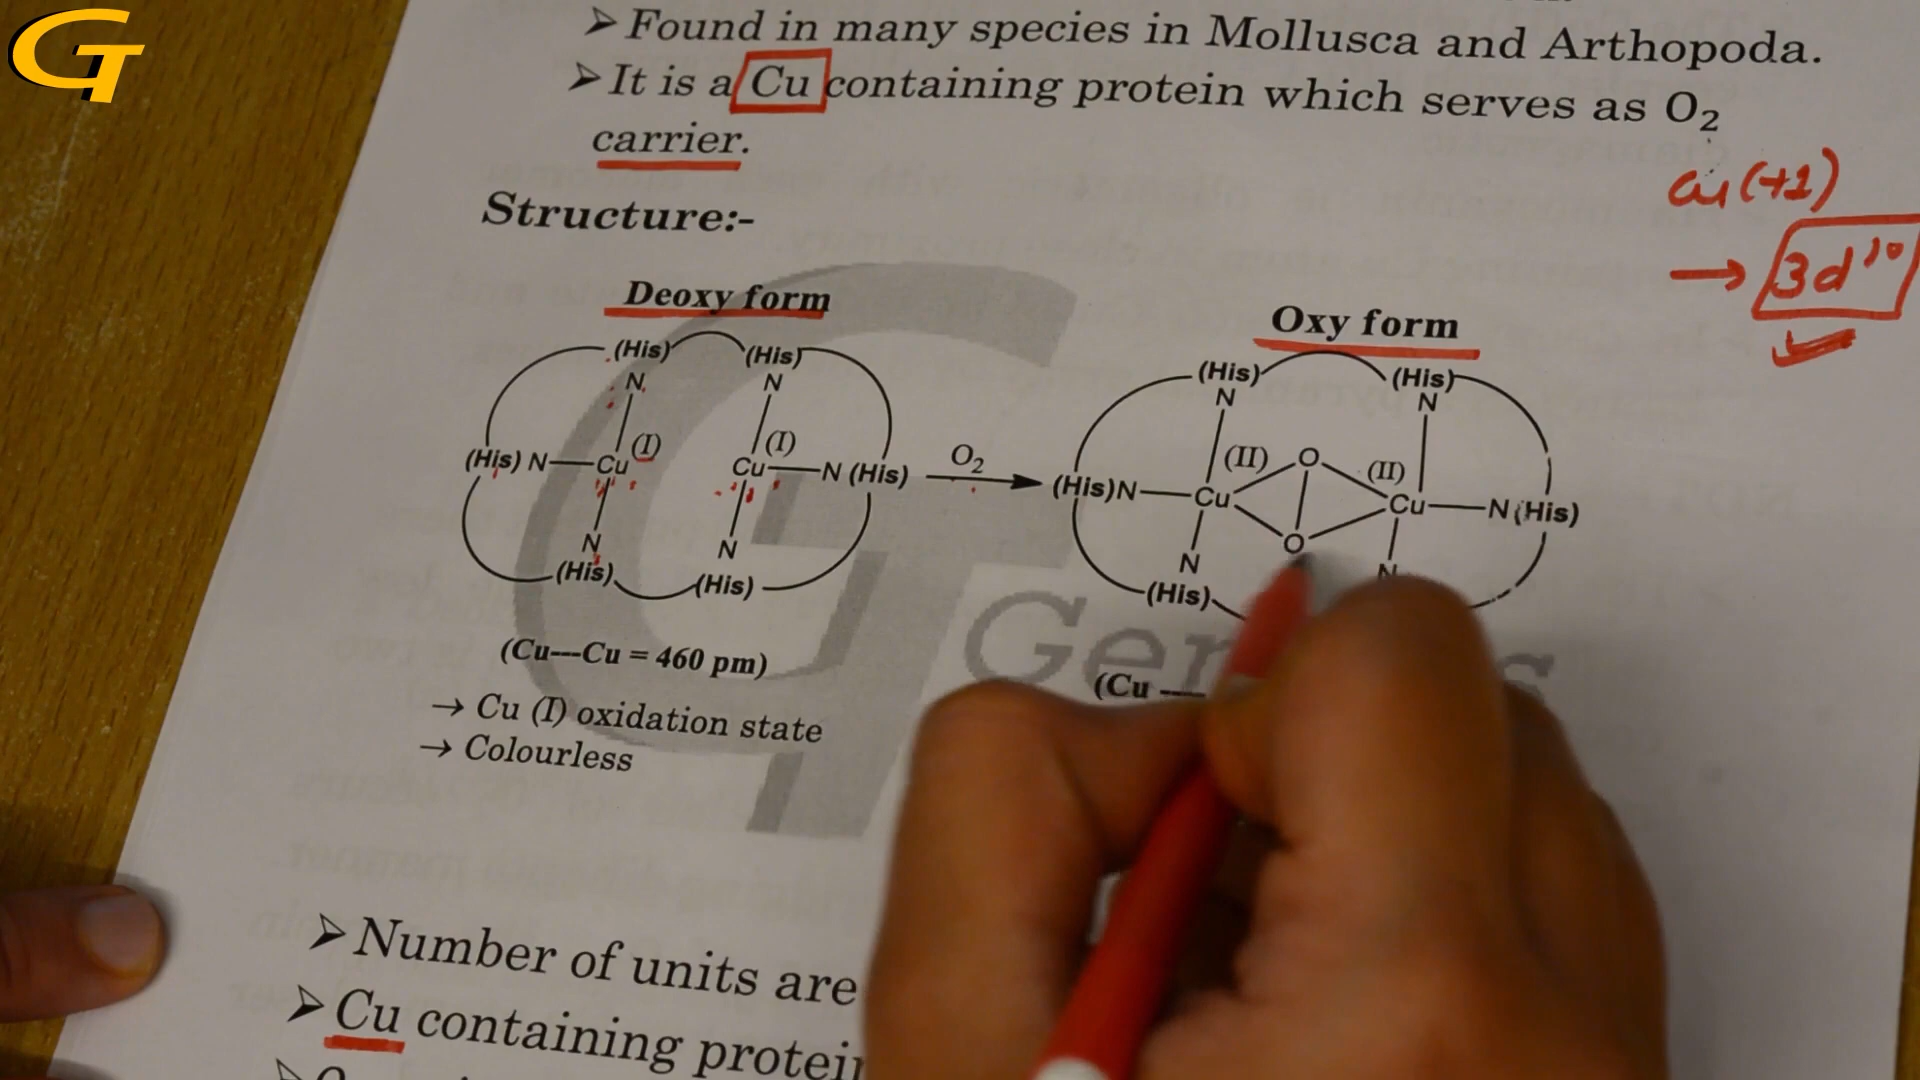 GT
➤ Found in many species in Mollusca and Arthopoda.
➤ It is a Cu containing protein which serves as O₂
carrier.
Cu (+1)
→ 3d¹⁰
Structure:-
Deoxy form
Oxy form
(His) (His)
N N
(I) (I)
(His) N—Cu Cu—N (His)
N N
(His) (His)
O₂
(His) (His)
N N
(II) O (II)
(His)N—Cu Cu—N(His)
O
N N
(His)
(Cu---Cu = 460 pm)
(Cu ---
→ Cu (I) oxidation state
→ Colourless
➤ Number of units are
➤ Cu containing protein